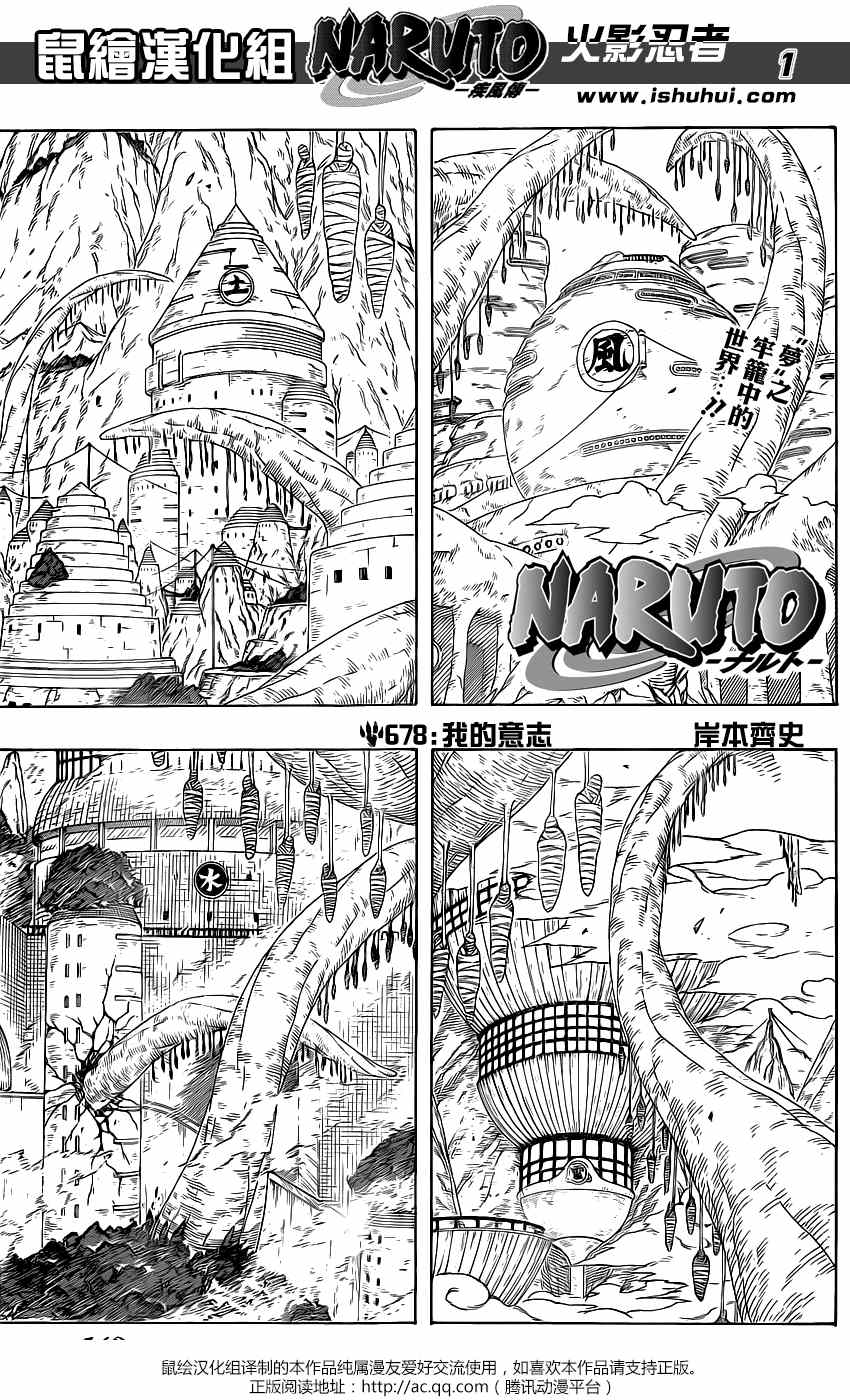 鼠繪漢化組
NARUTO
-疾風傳-
火影忍者
1
www.ishuhui.com
風
“夢”之
牢籠中的
世界…!!
土
NARUTO
-ナルト-
678:我的意志
岸本齊史
水
鼠绘汉化组译制的本作品纯属漫友爱好交流使用，如喜欢本作品请支持正版。
正版阅读地址：http://ac.qq.com（腾讯动漫平台）